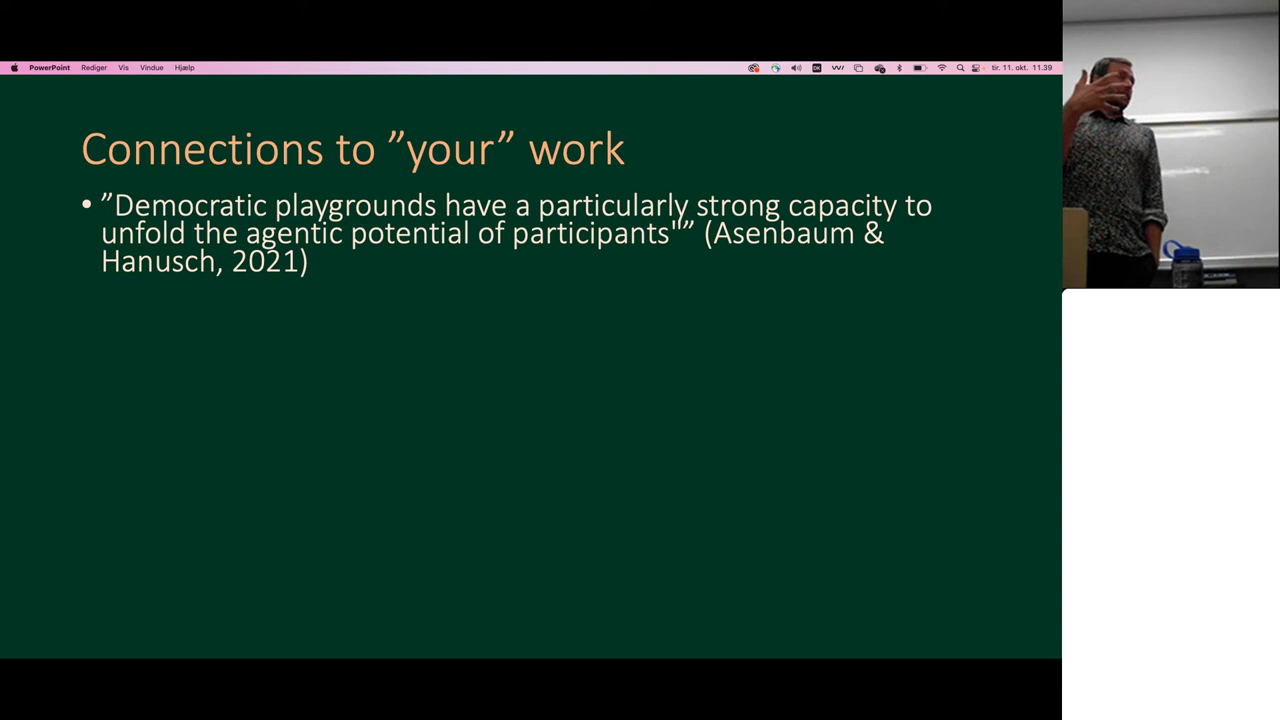 PowerPoint Rediger Vis Vindue Hjælp tir. 11. okt. 11.39
Connections to ”your” work
• ”Democratic playgrounds have a particularly strong capacity to
unfold the agentic potential of participants"” (Asenbaum &
Hanusch, 2021)